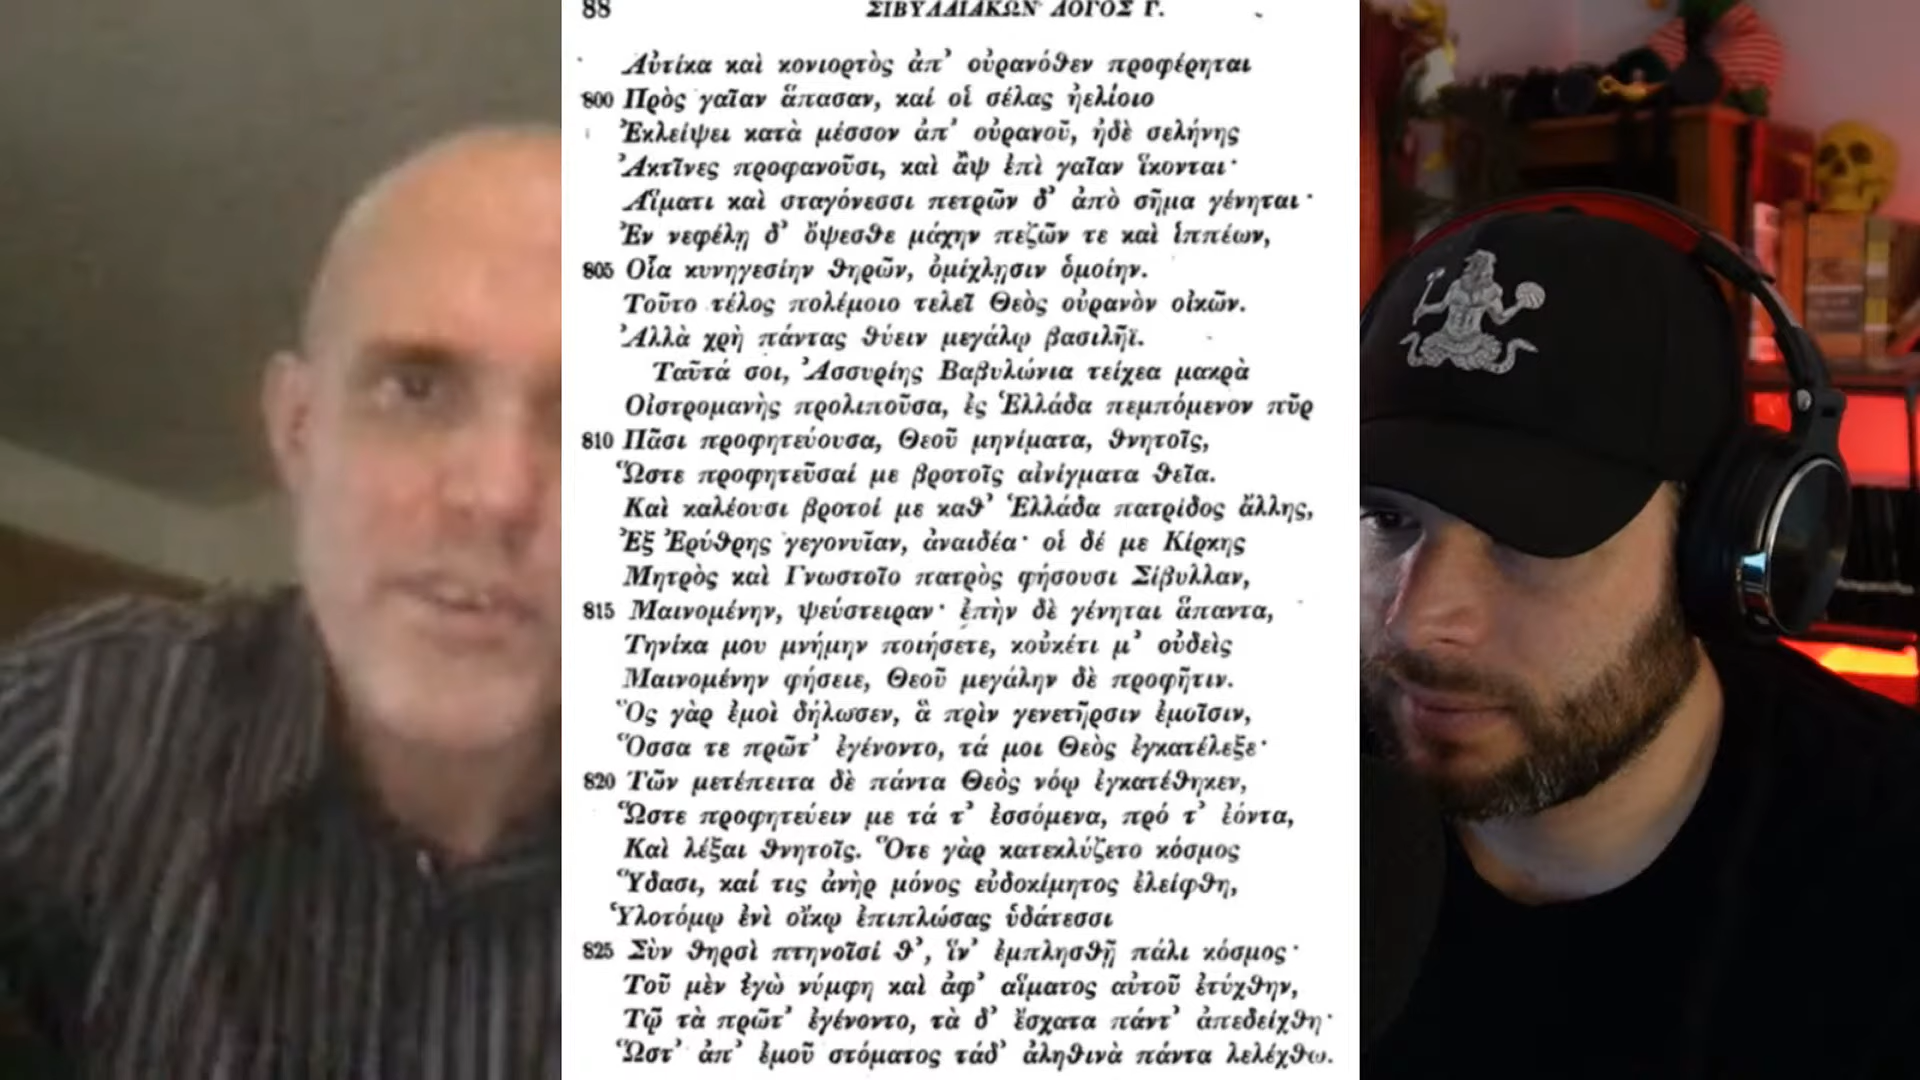 88 ΣΙΒΥΛΛΙΑΚΩΝ ΛΟΓΟΣ Γ.
Αὐτίκα καὶ κονιορτὸς ἀπ’ οὐρανόθεν προφέρηται
800 Πρὸς γαῖαν ἅπασαν, καί οἱ σέλας ἠελίοιο
Ἐκλείψει κατὰ μέσσον ἀπ’ οὐρανοῦ, ἠδὲ σελήνης
Ἀκτῖνες προφανοῦσι, καὶ ἂψ ἐπὶ γαῖαν ἵκονται·
Αἵματι καὶ σταγόνεσσι πετρῶν δ’ ἀπὸ σῆμα γένηται·
Ἐν νεφέλῃ δ’ ὄψεσθε μάχην πεζῶν τε καὶ ἱππέων,
805 Οἷα κυνηγεσίην θηρῶν, ὀμίχλῃσιν ὁμοίην.
Τοῦτο τέλος πολέμοιο τελεῖ Θεὸς οὐρανὸν οἰκῶν.
Ἀλλὰ χρὴ πάντας θύειν μεγάλῳ βασιλῆϊ.
Ταῦτά σοι, Ἀσσυρίης Βαβυλώνια τείχεα μακρὰ
Οἰστρομανὴς προλιποῦσα, ἐς Ἑλλάδα πεμπόμενον πῦρ
810 Πᾶσι προφητεύουσα, Θεοῦ μηνίματα, θνητοῖς,
Ὥστε προφητεῦσαί με βροτοῖς αἰνίγματα θεῖα.
Καὶ καλέουσι βροτοί με καθ’ Ἑλλάδα πατρίδος ἄλλης,
Ἐξ Ἐρύθρης γεγονυῖαν, ἀναιδέα· οἱ δέ με Κίρκης
Μητρὸς καὶ Γνωστοῖο πατρὸς φήσουσι Σίβυλλαν,
815 Μαινομένην, ψεύστειραν· ἐπὴν δὲ γένηται ἅπαντα,
Τηνίκα μου μνήμην ποιήσετε, κοὐκέτι μ’ οὐδεὶς
Μαινομένην φήσειε, Θεοῦ μεγάλην δὲ προφῆτιν.
Ὃς γὰρ ἐμοὶ δήλωσεν, ἃ πρὶν γενετῆρσιν ἐμοῖσιν,
Ὅσσα τε πρῶτ’ ἐγένοντο, τά μοι Θεὸς ἐγκατέλεξε·
820 Τῶν μετέπειτα δὲ πάντα Θεὸς νόῳ ἐγκατέθηκεν,
Ὥστε προφητεύειν με τά τ’ ἐσσόμενα, πρό τ’ ἐόντα,
Καὶ λέξαι θνητοῖς. Ὅτε γὰρ κατεκλύζετο κόσμος
Ὕδασι, καί τις ἀνὴρ μόνος εὐδοκίμητος ἐλείφθη,
Ὑλοτόμῳ ἐνὶ οἴκῳ ἐπιπλώσας ὑδάτεσσι
825 Σὺν θηρσὶ πτηνοῖσί θ’, ἵν’ ἐμπλησθῇ πάλι κόσμος·
Τοῦ μὲν ἐγὼ νύμφη καὶ ἀφ’ αἵματος αὐτοῦ ἐτύχθην,
Τῷ τὰ πρῶτ’ ἐγένοντο, τὰ δ’ ἔσχατα πάντ’ ἀπεδείχθη·
Ὥστ’ ἀπ’ ἐμοῦ στόματος τάδ’ ἀληθινὰ πάντα λελέχθω.